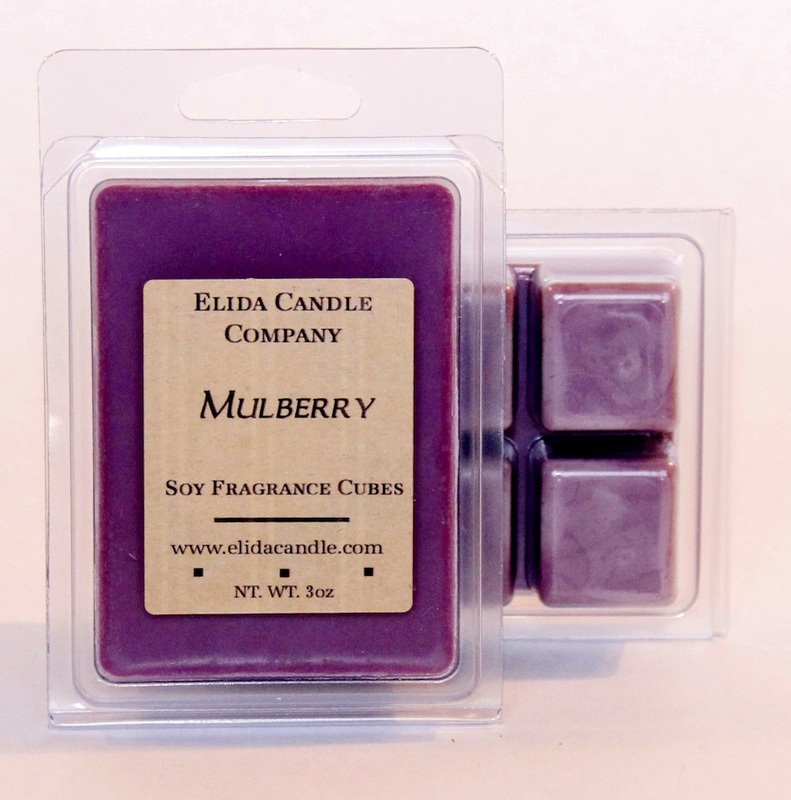 Elida Candle
Company
Mulberry
Soy Fragrance Cubes
www.elidacandle.com
NT. WT. 3oz